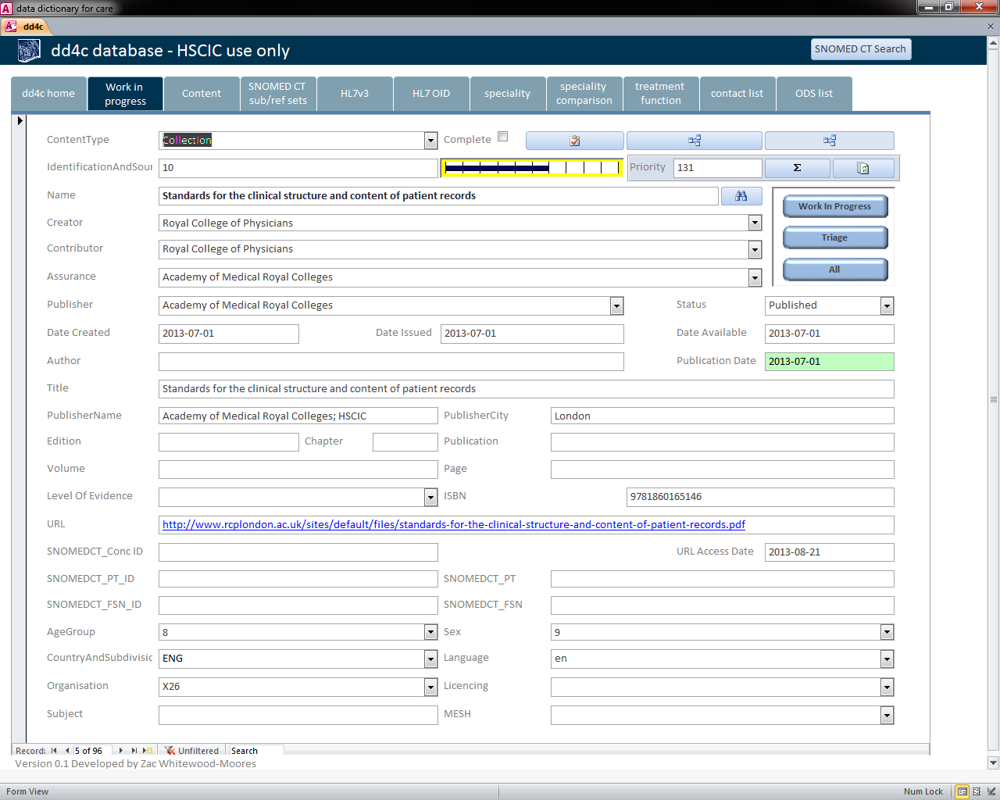 data dictionary for care
dd4c
dd4c database - HSCIC use only
SNOMED CT Search
dd4c home
Work in progress
Content
SNOMED CT sub/ref sets
HL7v3
HL7 OID
speciality
speciality comparison
treatment function
contact list
ODS list
ContentType Collection Complete
IdentificationAndSour 10 Priority 131 Σ
Name Standards for the clinical structure and content of patient records
Work In Progress
Creator Royal College of Physicians
Triage
Contributor Royal College of Physicians
All
Assurance Academy of Medical Royal Colleges
Publisher Academy of Medical Royal Colleges Status Published
Date Created 2013-07-01 Date Issued 2013-07-01 Date Available 2013-07-01
Author Publication Date 2013-07-01
Title Standards for the clinical structure and content of patient records
PublisherName Academy of Medical Royal Colleges; HSCIC PublisherCity London
Edition Chapter Publication
Volume Page
Level Of Evidence ISBN 9781860165146
URL http://www.rcplondon.ac.uk/sites/default/files/standards-for-the-clinical-structure-and-content-of-patient-records.pdf
SNOMEDCT_Conc ID URL Access Date 2013-08-21
SNOMEDCT_PT_ID SNOMEDCT_PT
SNOMEDCT_FSN_ID SNOMEDCT_FSN
AgeGroup 8 Sex 9
CountryAndSubdivisic ENG Language en
Organisation X26 Licencing
Subject MESH
Record: 5 of 96 Unfiltered Search
Version 0.1 Developed by Zac Whitewood-Moores
Form View Num Lock